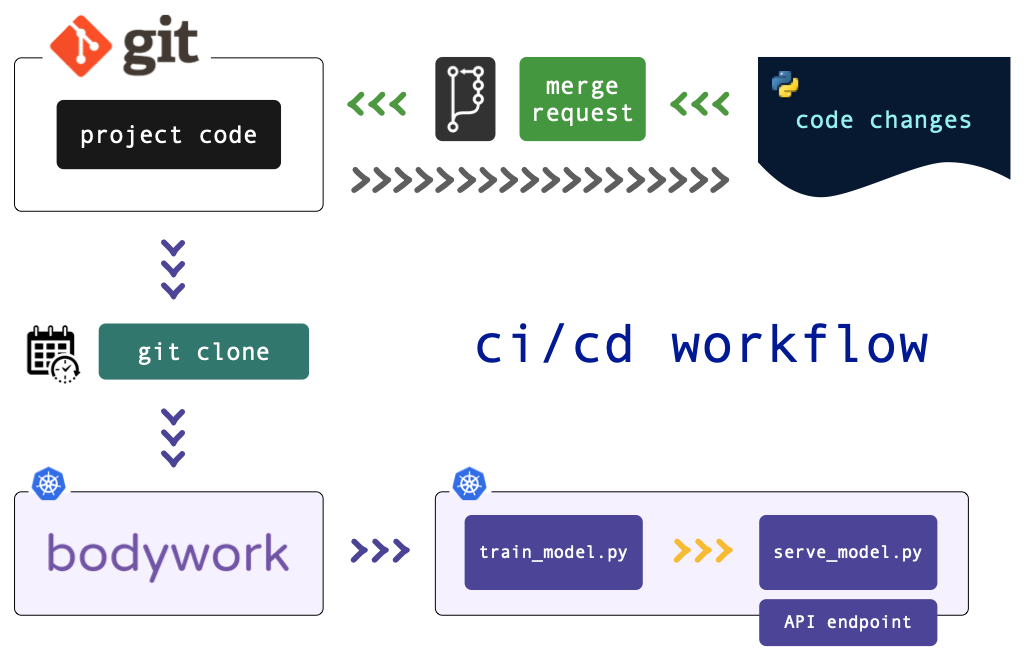 git
project code
merge
request
code changes
git clone
ci/cd workflow
bodywork
train_model.py
serve_model.py
API endpoint